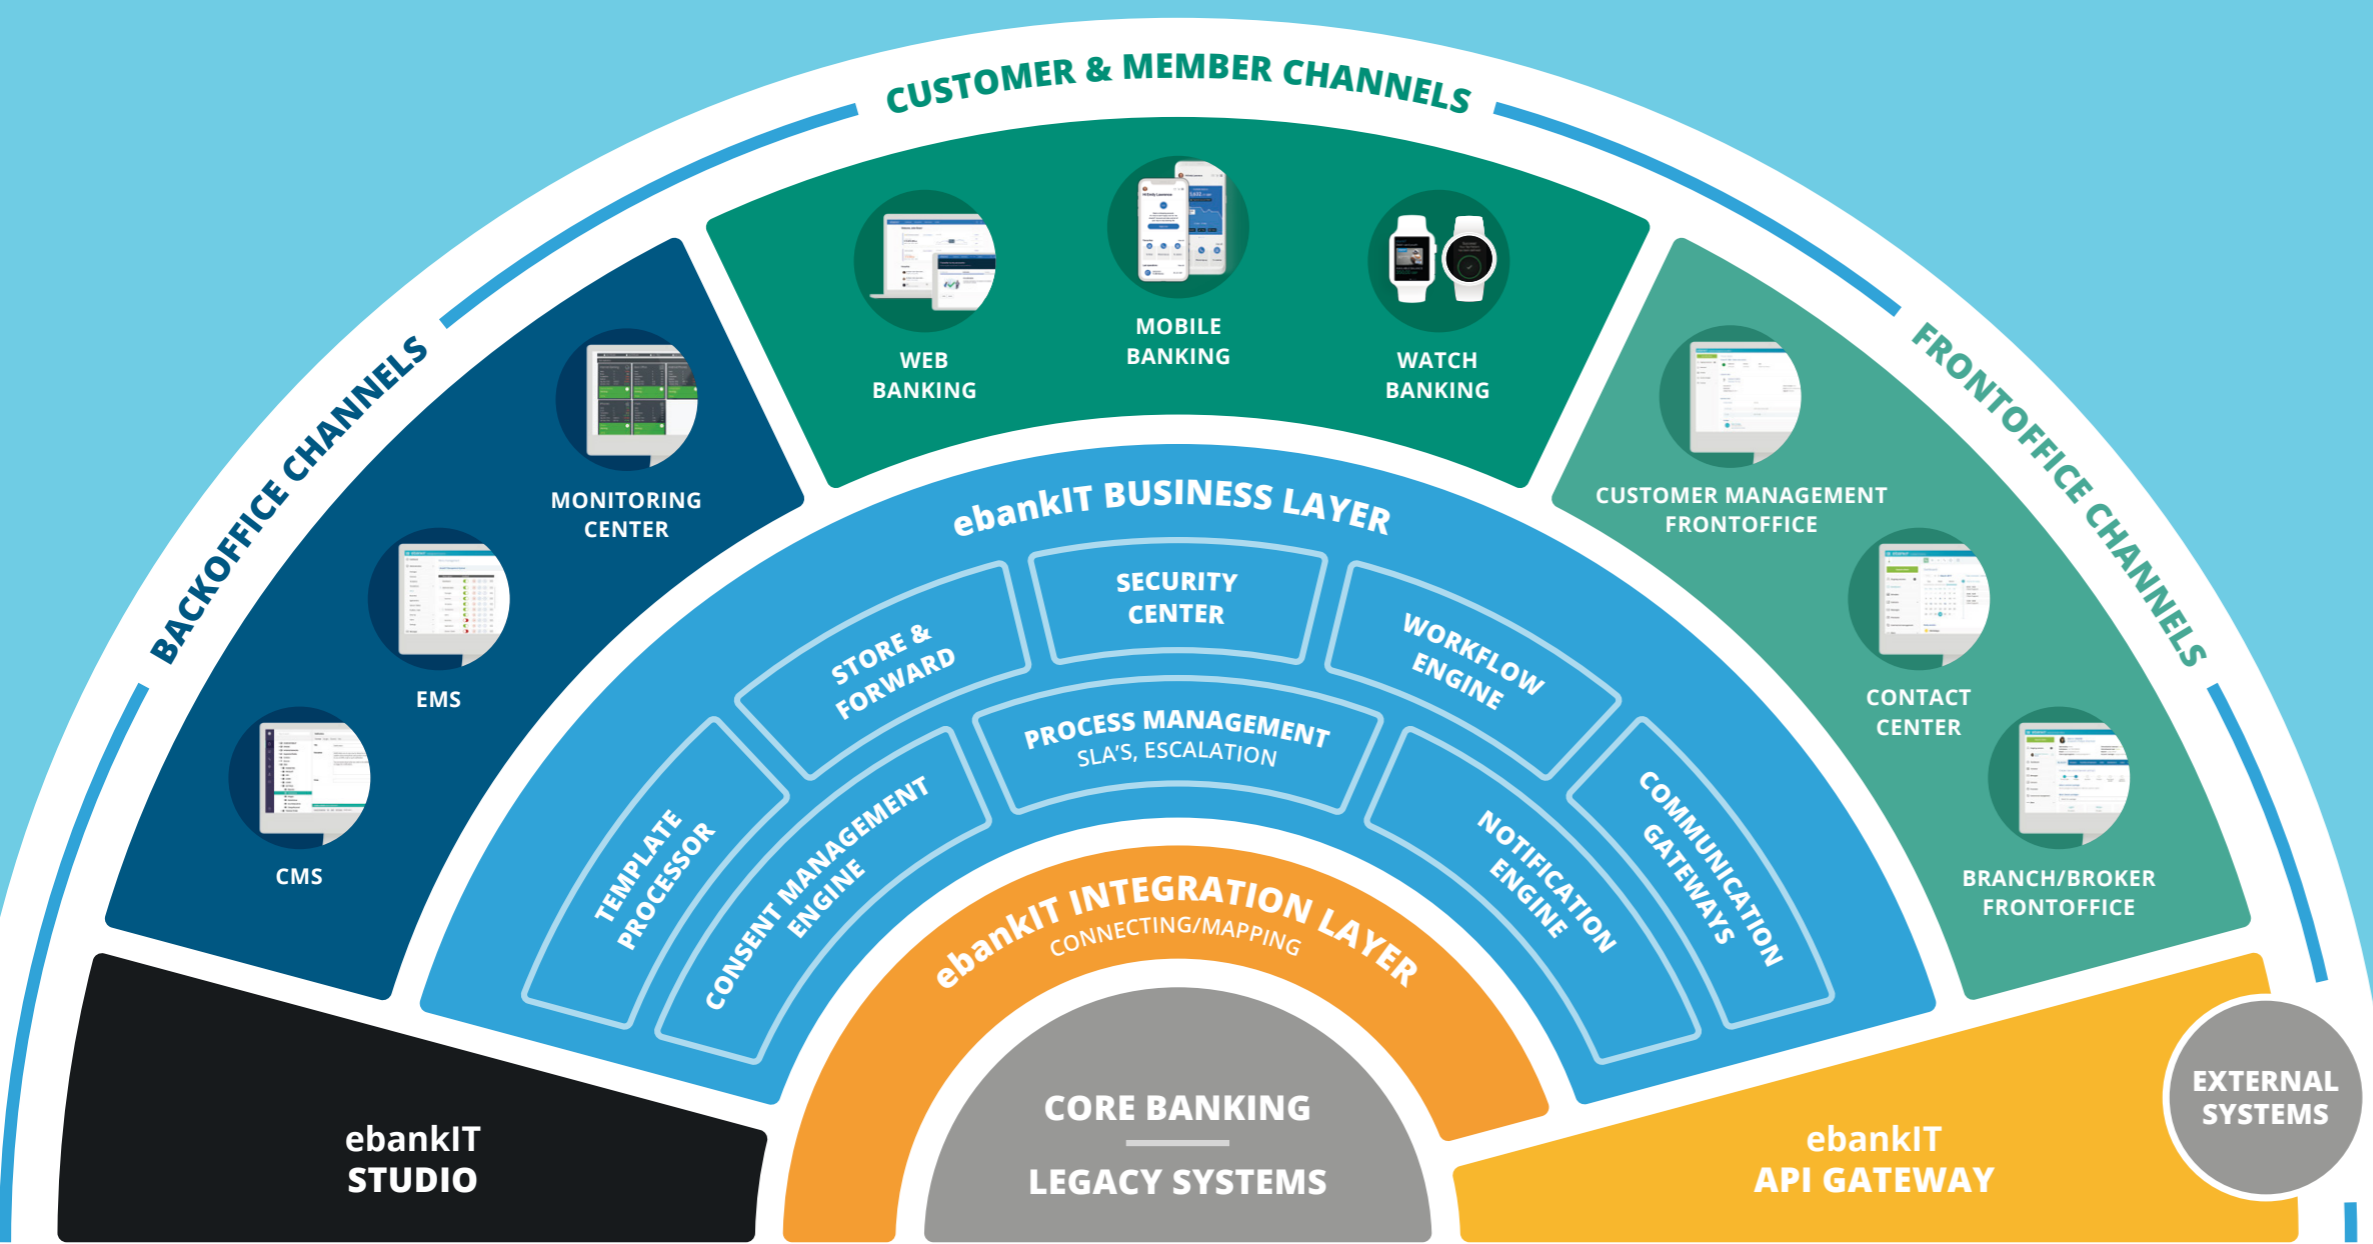 CUSTOMER & MEMBER CHANNELS
WEB
BANKING
MOBILE
BANKING
WATCH
BANKING
BACKOFFICE CHANNELS
MONITORING
CENTER
EMS
CMS
FRONTOFFICE CHANNELS
CUSTOMER MANAGEMENT
FRONTOFFICE
CONTACT
CENTER
BRANCH/BROKER
FRONTOFFICE
ebankIT BUSINESS LAYER
TEMPLATE
PROCESSOR
STORE &
FORWARD
SECURITY
CENTER
WORKFLOW
ENGINE
COMMUNICATION
GATEWAYS
CONSENT MANAGEMENT
ENGINE
PROCESS MANAGEMENT
SLA'S, ESCALATION
NOTIFICATION
ENGINE
ebankIT INTEGRATION LAYER
CONNECTING/MAPPING
CORE BANKING
LEGACY SYSTEMS
ebankIT
STUDIO
ebankIT
API GATEWAY
EXTERNAL
SYSTEMS